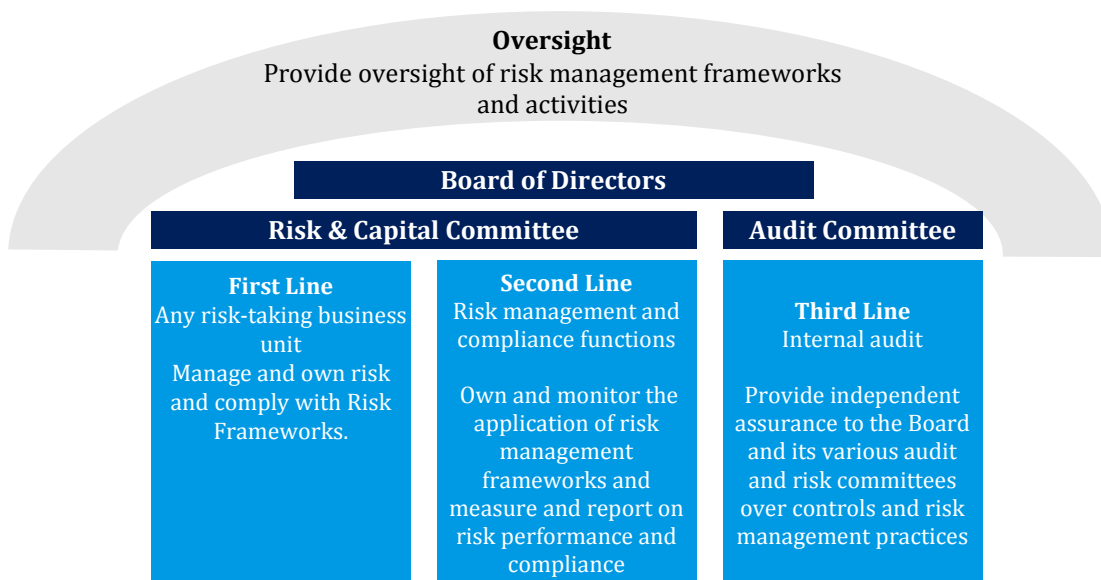 Oversight
Provide oversight of risk management frameworks
and activities
Board of Directors
Risk & Capital Committee
Audit Committee
First Line
Any risk-taking business
unit
Manage and own risk
and comply with Risk
Frameworks.
Second Line
Risk management and
compliance functions
Own and monitor the
application of risk
management
frameworks and
measure and report on
risk performance and
compliance
Third Line
Internal audit
Provide independent
assurance to the Board
and its various audit
and risk committees
over controls and risk
management practices